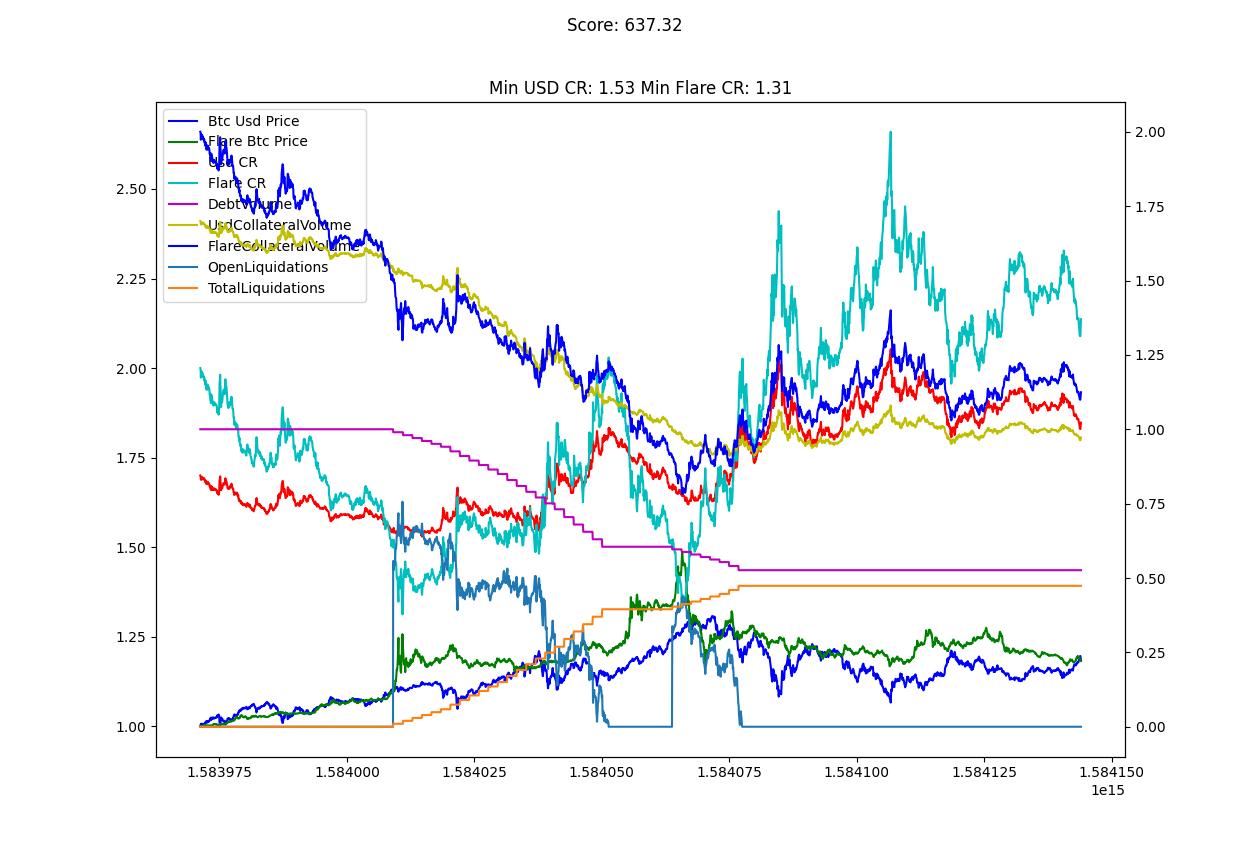 Score: 637.32
Min USD CR: 1.53 Min Flare CR: 1.31
Btc Usd Price
Flare Btc Price
Usd CR
Flare CR
DebtVolume
UsdCollateralVolume
FlareCollateralVolume
OpenLiquidations
TotalLiquidations
2.50
2.25
2.00
1.75
1.50
1.25
1.00
2.00
1.75
1.50
1.25
1.00
0.75
0.50
0.25
0.00
1.583975 1.584000 1.584025 1.584050 1.584075 1.584100 1.584125 1.584150
1e15